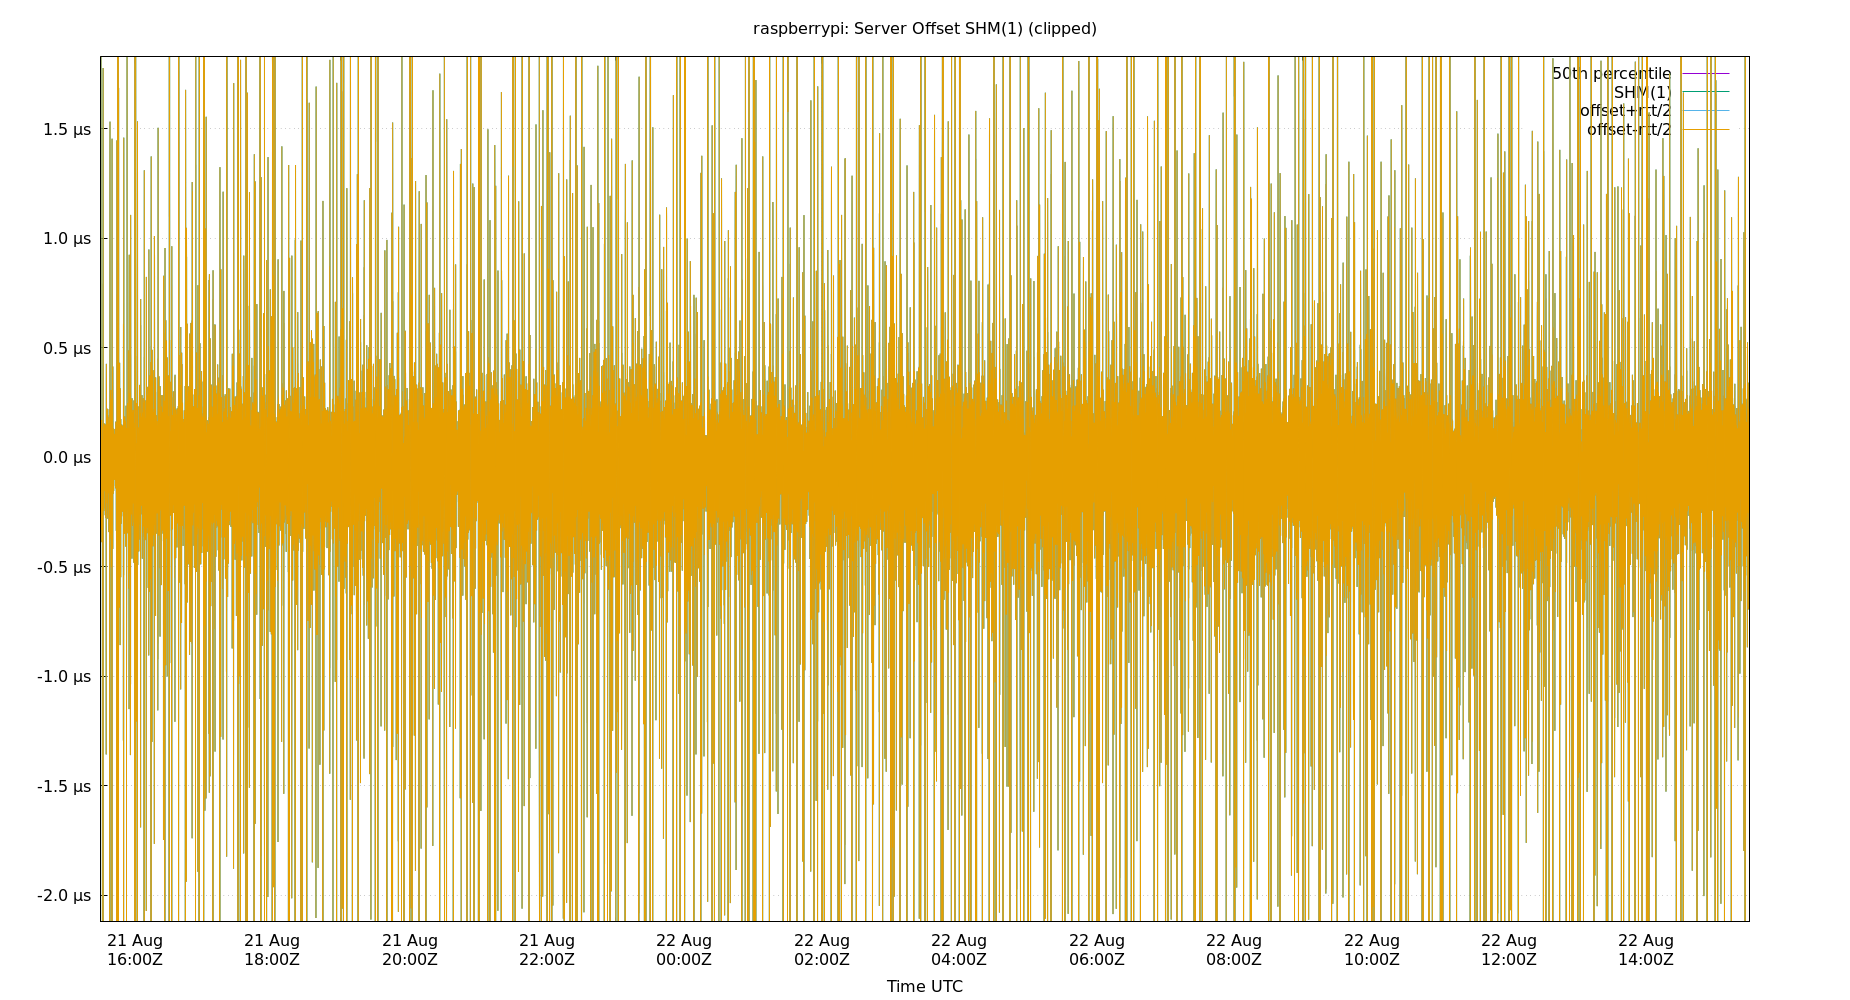 raspberrypi: Server Offset SHM(1) (clipped)
50th percentile
SHM(1)
offset+rtt/2
offset-rtt/2
1.5 µs
1.0 µs
0.5 µs
0.0 µs
-0.5 µs
-1.0 µs
-1.5 µs
-2.0 µs
21 Aug 21 Aug 21 Aug 21 Aug 22 Aug 22 Aug 22 Aug 22 Aug 22 Aug 22 Aug 22 Aug 22 Aug
16:00Z 18:00Z 20:00Z 22:00Z 00:00Z 02:00Z 04:00Z 06:00Z 08:00Z 10:00Z 12:00Z 14:00Z
Time UTC